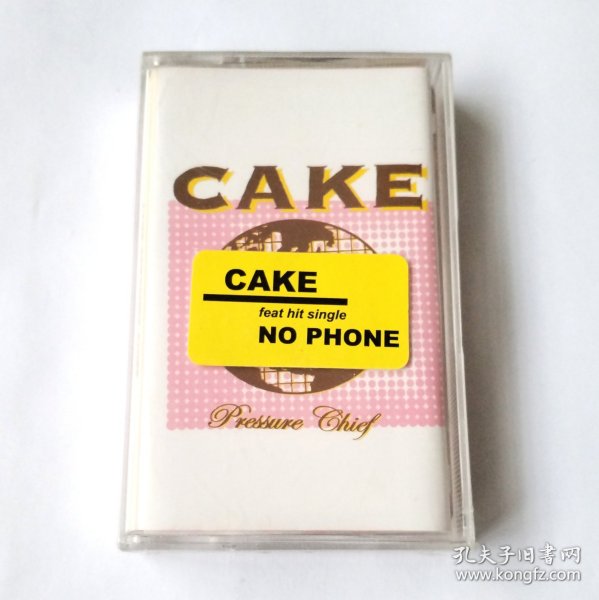 CAKE
CAKE
feat hit single
NO PHONE
Pressure Chief
孔夫子旧书网
www.kongfz.com